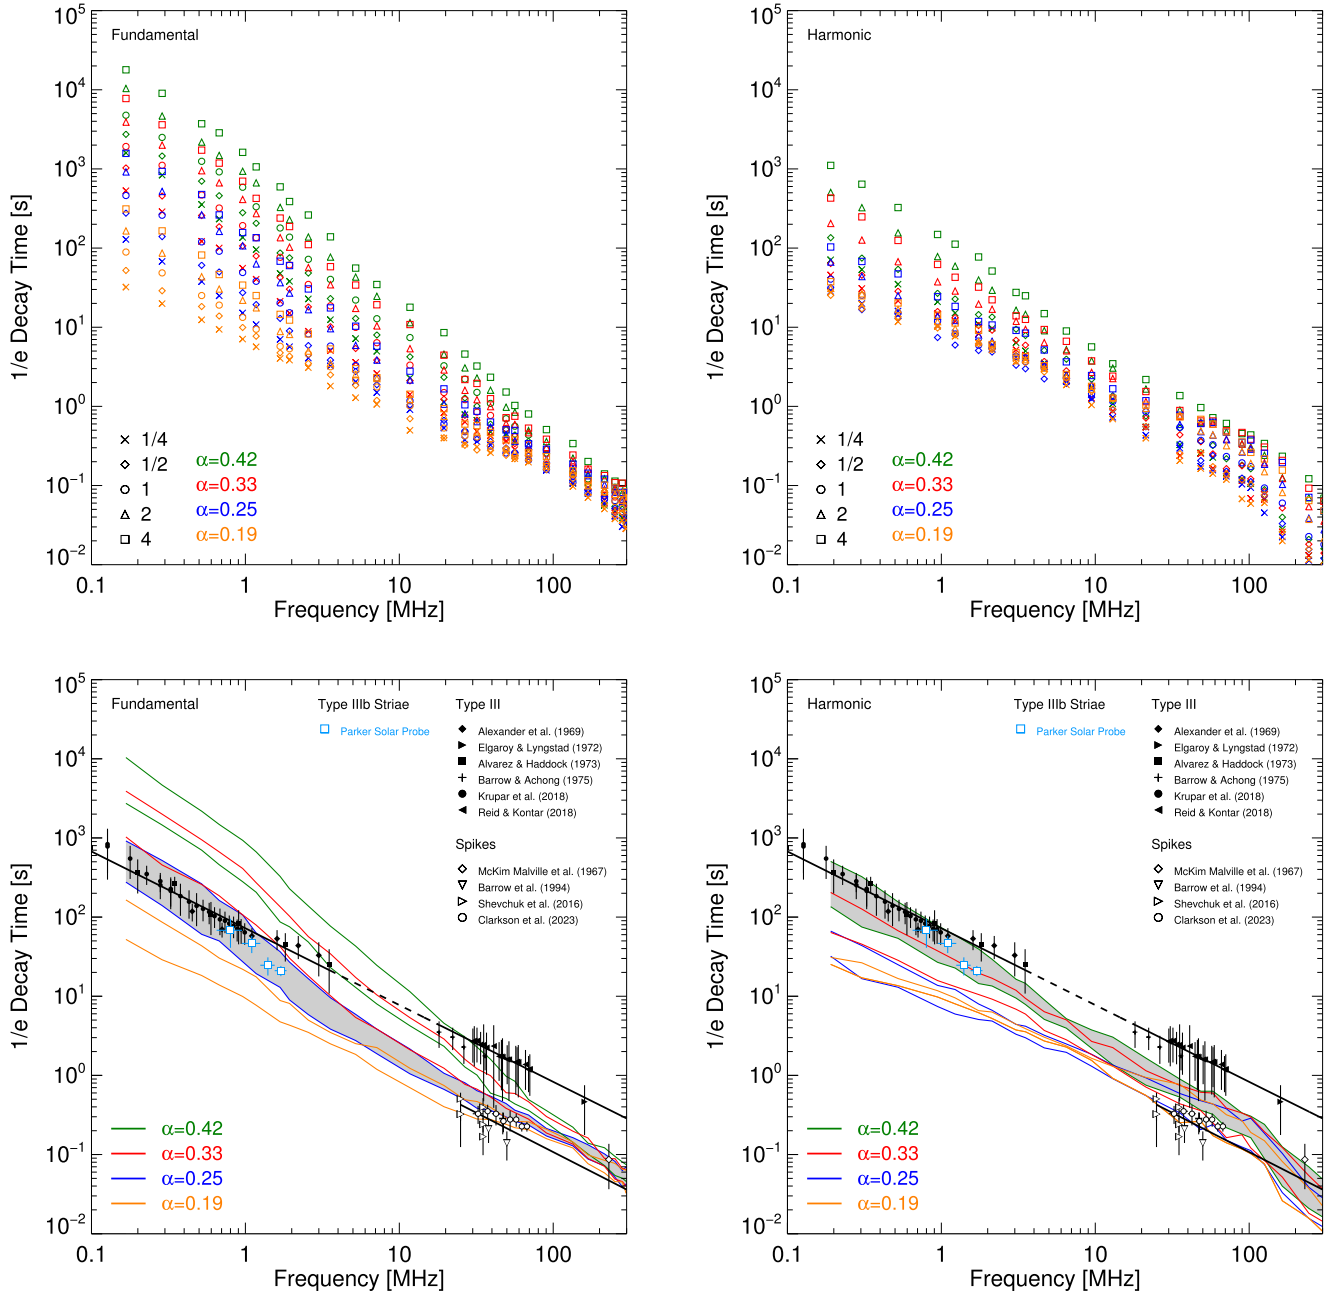 Fundamental
10^5
10^4
10^3
10^2
10^1
10^0
10^-1
10^-2
1/e Decay Time [s]
1/4
1/2
1
2
4
α=0.42
α=0.33
α=0.25
α=0.19
0.1 1 10 100
Frequency [MHz]
Harmonic
10^5
10^4
10^3
10^2
10^1
10^0
10^-1
10^-2
1/e Decay Time [s]
1/4
1/2
1
2
4
α=0.42
α=0.33
α=0.25
α=0.19
0.1 1 10 100
Frequency [MHz]
Fundamental
Type IIIb Striae
Parker Solar Probe
Type III
Alexander et al. (1969)
Elgaroy & Lyngstad (1972)
Alvarez & Haddock (1973)
Barrow & Achong (1975)
Krupar et al. (2018)
Reid & Kontar (2018)
Spikes
McKim Malville et al. (1967)
Barrow et al. (1994)
Shevchuk et al. (2016)
Clarkson et al. (2023)
10^5
10^4
10^3
10^2
10^1
10^0
10^-1
10^-2
1/e Decay Time [s]
α=0.42
α=0.33
α=0.25
α=0.19
0.1 1 10 100
Frequency [MHz]
Harmonic
Type IIIb Striae
Parker Solar Probe
Type III
Alexander et al. (1969)
Elgaroy & Lyngstad (1972)
Alvarez & Haddock (1973)
Barrow & Achong (1975)
Krupar et al. (2018)
Reid & Kontar (2018)
Spikes
McKim Malville et al. (1967)
Barrow et al. (1994)
Shevchuk et al. (2016)
Clarkson et al. (2023)
10^5
10^4
10^3
10^2
10^1
10^0
10^-1
10^-2
1/e Decay Time [s]
α=0.42
α=0.33
α=0.25
α=0.19
0.1 1 10 100
Frequency [MHz]